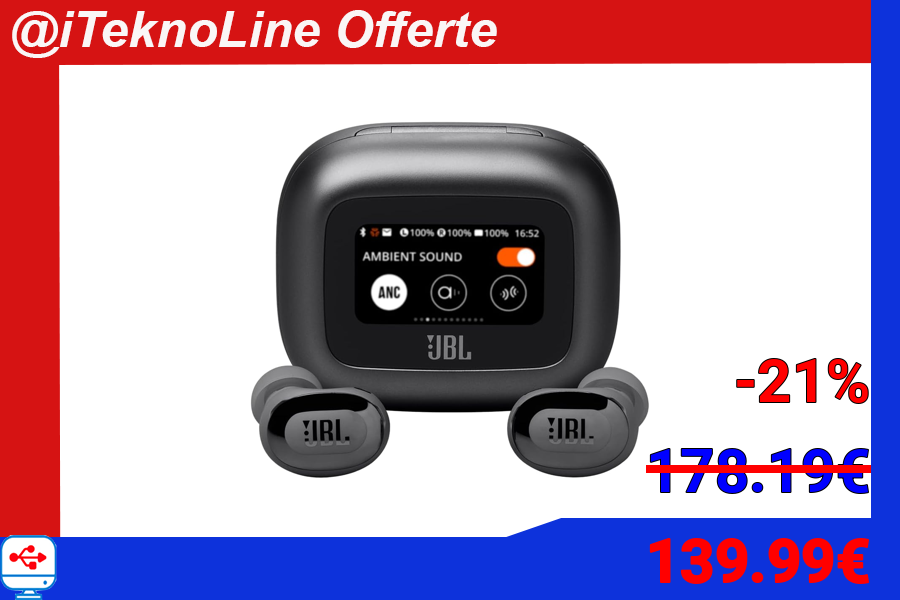 @iTeknoLine Offerte
100% 100% 100% 16:52
AMBIENT SOUND
ANC
JBL
JBL
JBL
-21%
178.19€
139.99€